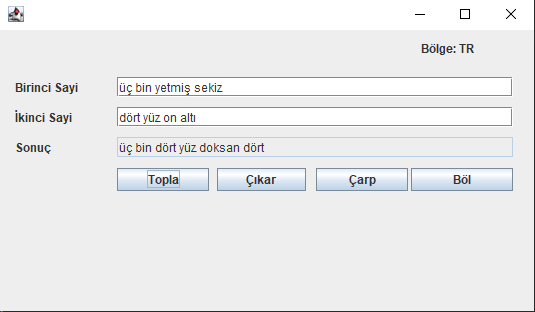 Bölge: TR
Birinci Sayi üç bin yetmiş sekiz
İkinci Sayi dört yüz on altı
Sonuç üç bin dört yüz doksan dört
Topla Çıkar Çarp Böl